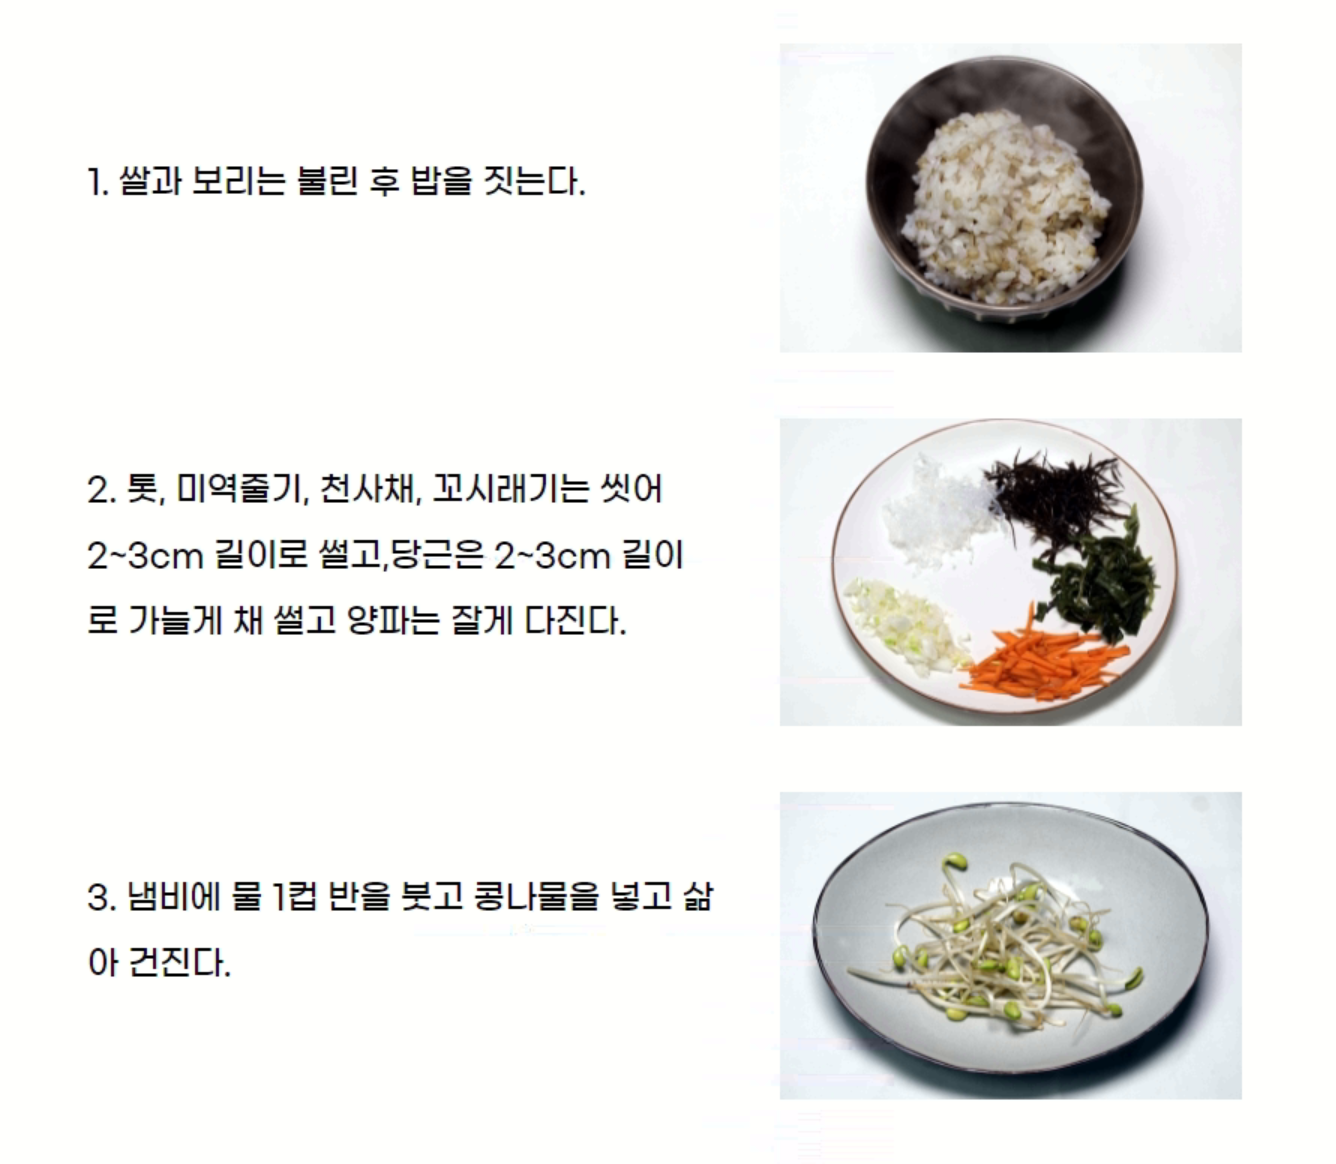 1. 쌀과 보리는 불린 후 밥을 짓는다.
2. 톳, 미역줄기, 천사채, 꼬시래기는 씻어
2~3cm 길이로 썰고,당근은 2~3cm 길이
로 가늘게 채 썰고 양파는 잘게 다진다.
3. 냄비에 물 1컵 반을 붓고 콩나물을 넣고 삶
아 건진다.